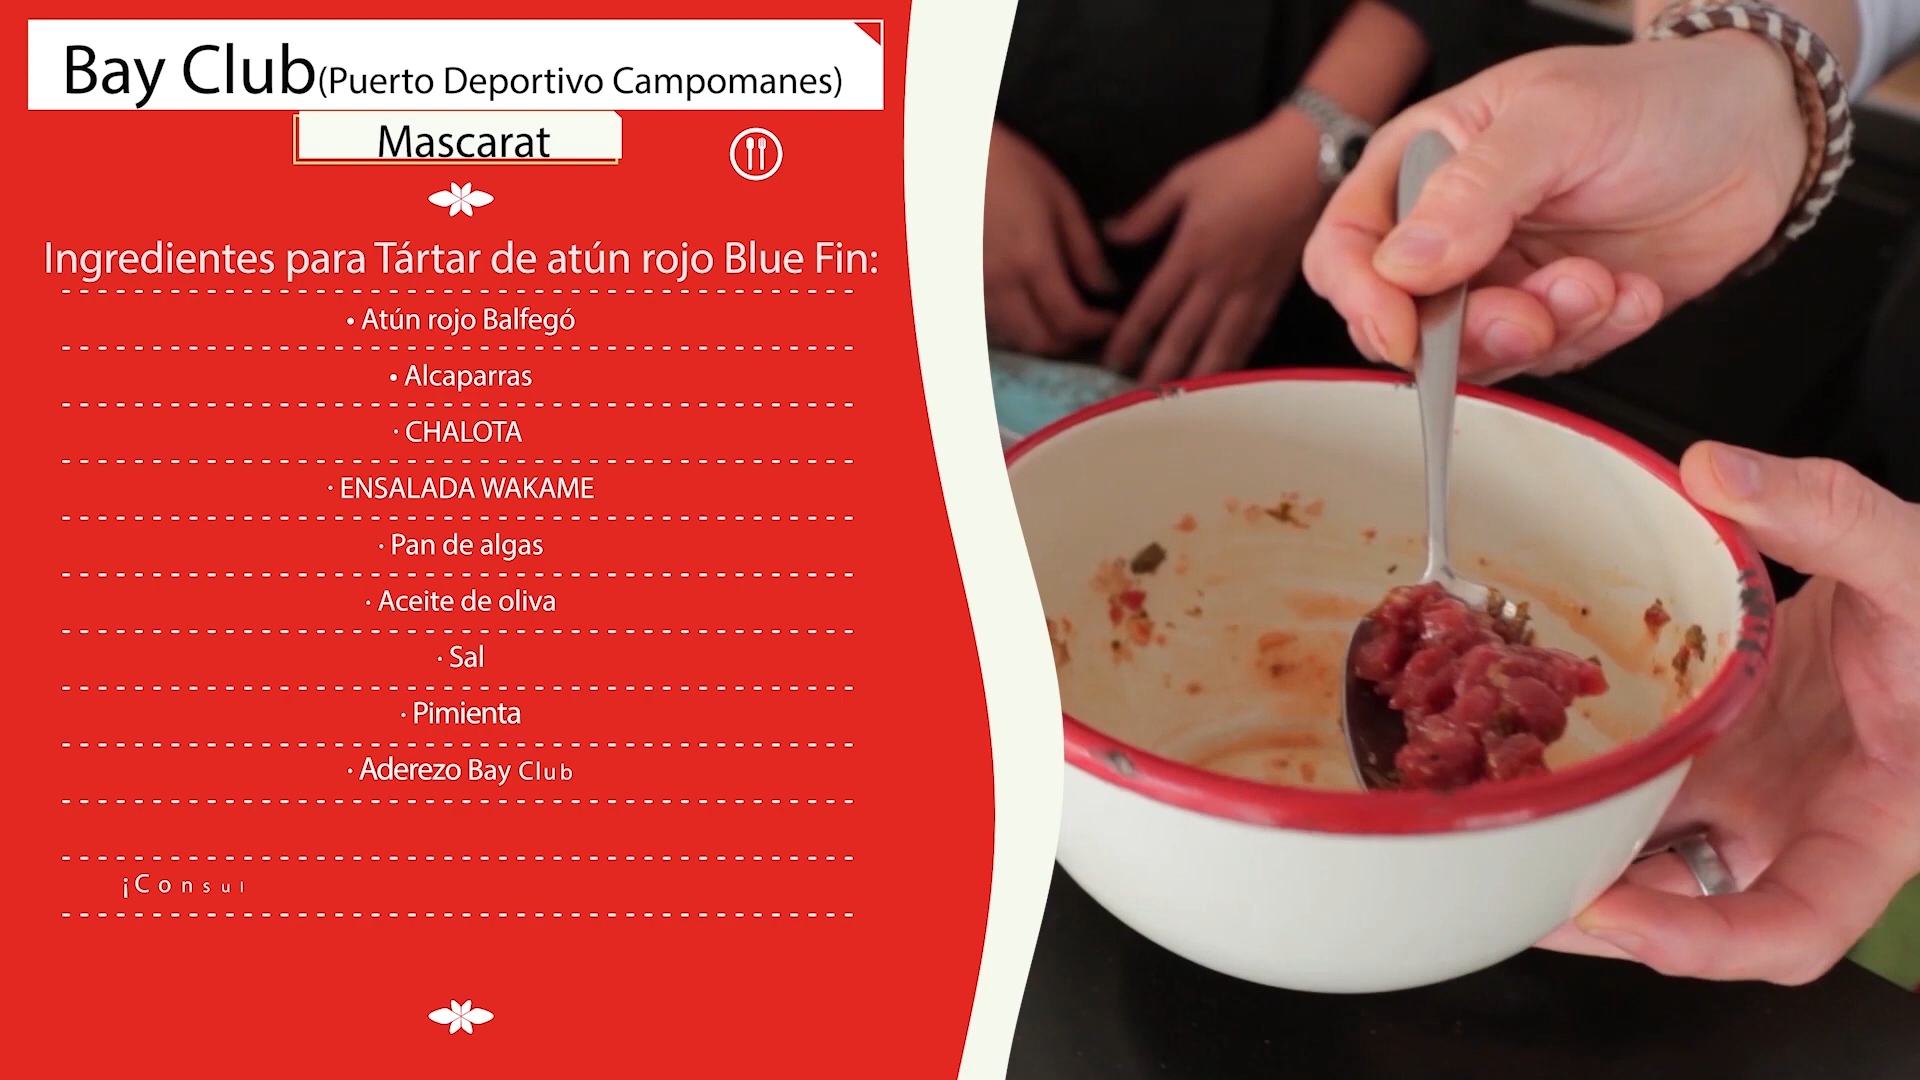 Bay Club (Puerto Deportivo Campomanes)
Mascarat
Ingredientes para Tártar de atún rojo Blue Fin:
• Atún rojo Balfegó
• Alcaparras
· CHALOTA
· ENSALADA WAKAME
· Pan de algas
· Aceite de oliva
· Sal
· Pimienta
· Aderezo Bay Club
¡Consul